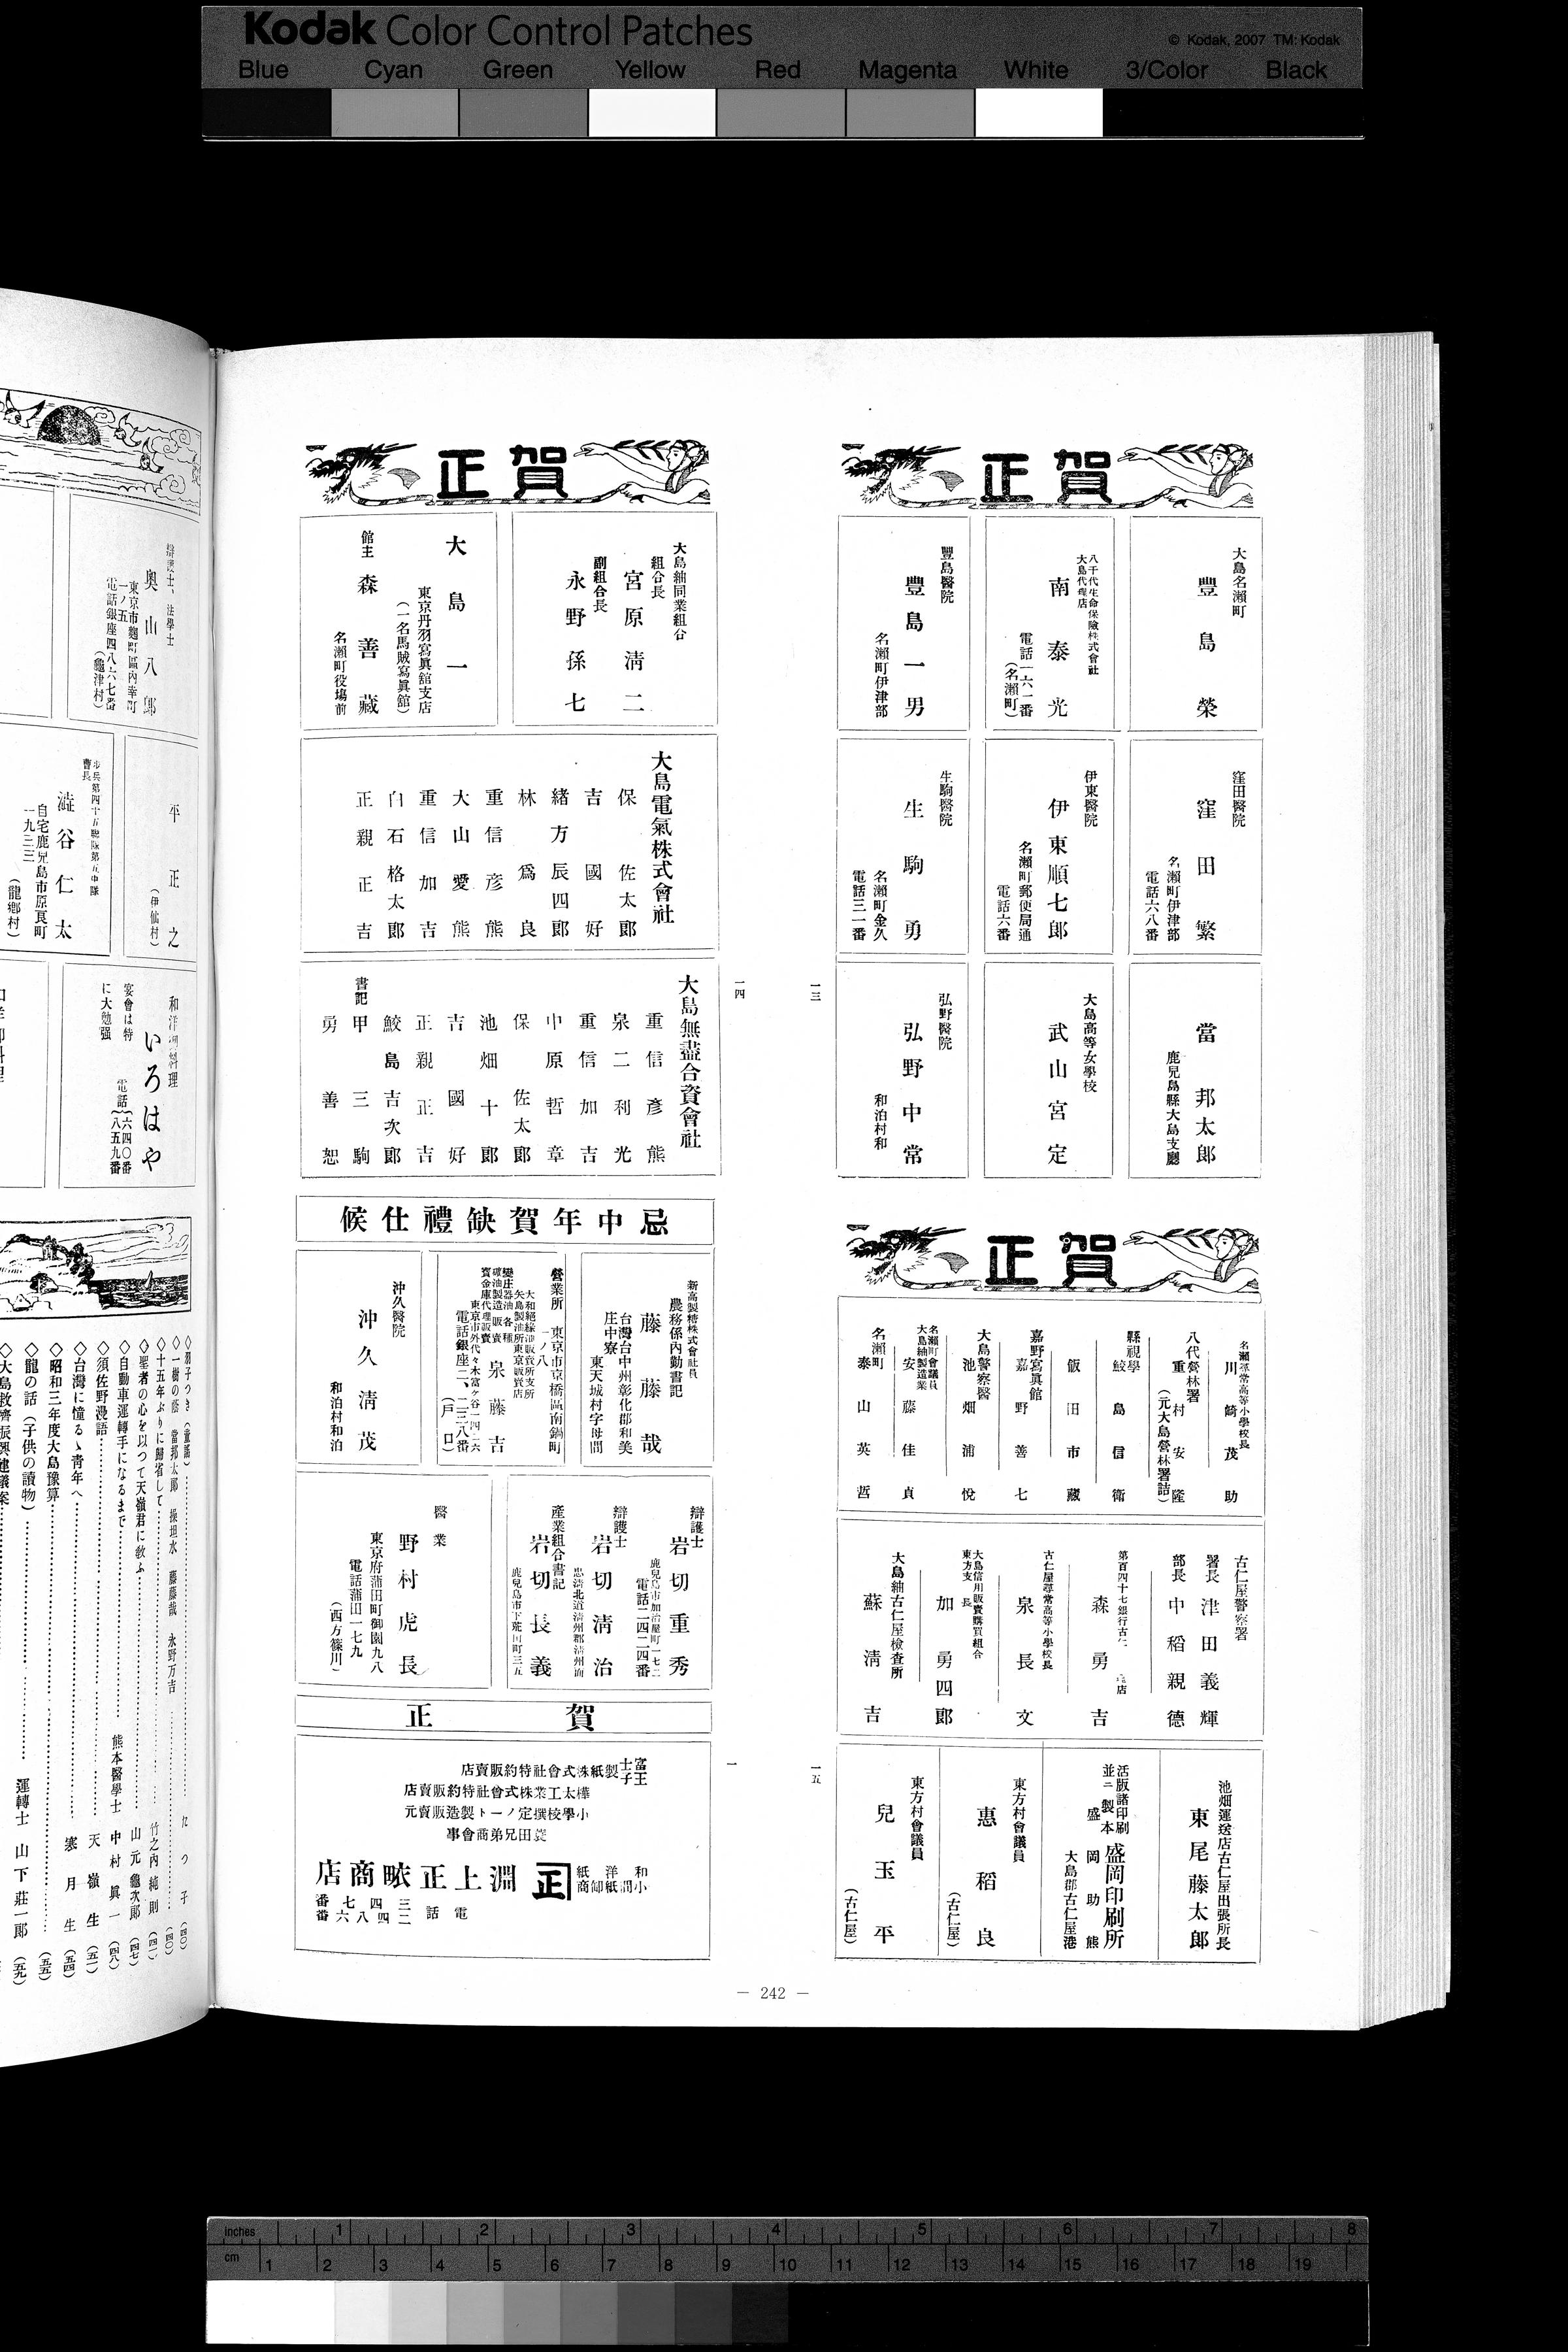 Kodak Color Control Patches
© Kodak, 2007 TM: Kodak
Blue Cyan Green Yellow Red Magenta White 3/Color Black
賀正
大島名瀬町
豐島榮
八千代生命保險株式會社
大島代理店
南泰光
電話一六一番
(名瀬町)
豐島醫院
豐島一男
名瀬町伊津部
窪田醫院
窪田繁
名瀬町伊津部
電話六八番
伊東醫院
伊東順七郎
名瀬町郵便局通
電話六番
生駒醫院
生駒勇
名瀬町金久
電話三一番
當邦太郎
鹿兒島縣大島支廳
大島高等女學校
武山宮定
弘野醫院
弘野中常
和泊村和
一三
賀正
名瀬尋常高等小學校長
川崎茂助
八代營林署
重村安隆
(元大島營林署詰)
縣視學
鮫島信衛
飯田市藏
嘉野寫眞館
嘉野善七
大島警察醫
池畑浦悅
名瀬町會議員
大島紬製造業
安藤佳貞
名瀬町
泰山英哲
古仁屋警察署
署長 津田義輝
部長 中稻親德
第百四十七銀行古仁 店
森勇吉
古仁屋尋常高等小學校長
泉長文
大島信用販賣購買組合
東方支 長
加勇四郎
大島紬古仁屋檢查所
蘇淸吉
池畑運送店古仁屋出張所長
東尾藤太郎
活版諸印刷
並ニ製本
盛岡印刷所
盛岡助熊
大島郡古仁屋港
東方村會議員
惠稻良
(古仁屋)
東方村會議員
兒玉平
(古仁屋)
一五
賀正
大島紬同業組合
組合長
宮原淸二
副組合長
永野孫七
大島一
東京丹羽寫眞舘支店
(一名馬賊寫眞舘)
館主 森善藏
名瀬町役塲前
大島電氣株式會社
保佐太郎
吉國好
緒方辰四郎
林爲良
重信彦熊
大山愛熊
重信加吉
白石格太郎
正親正吉
大島無盡合資會社
重信彦熊
泉二利光
重信加吉
中原哲章
保佐太郎
池畑十郎
吉國好
正親正吉
鮫島吉次郎
書記 甲三駒
勇善恕
一四
忌中年賀缺禮仕候
新高製糖株式會社員
農務係內勤書記
藤藤哉
台灣台中州彰化郡和美
庄中寮
東天城村字母間
營業所 東京市京橋區南鍋町
一ノ八
大和絕緣油販賣所支所
矢島製油所東京販賣店
變庄器油各種
礦油製造販賣
寶金庫代理販賣
泉藤吉
東京市外代々木富ケ谷一四二六
電話銀座二、二三八番
(戶口)
沖久醫院
沖久淸茂
和泊村和泊
辯護士
岩切重秀
鹿兒島市加治屋町一七二
電話二四二四番
辯護士
岩切淸治
忠淸北道淸州郡淸州面
產業組合書記
岩切長義
鹿兒島市下荒田町三五
醫業
野村虎長
東京府蒲田町御園九八
電話蒲田一七九
(西方篠川)
賀正
富士
王子
製紙株式會社特約販賣店
樺太工業株式會社特約販賣店
小學校撰定ノート製造販賣元
蓑田兄弟商會事
和洋紙
小潤紙卸商
正
淵上正畩商店
電話
三四七番
二四八六番
一
— 242 —
辯護士、法學士
奥山八郎
東京市麴町區內幸町
一ノ五
電話銀座四八六七番
(龜津村)
平正之
(伊仙村)
步兵第四十五聯隊第五中隊
曹長
澁谷仁太
自宅鹿兒島市原良町
一九三三
(龍鄕村)
和洋御料理
いろはや
宴會は特
に大勉强
電話 六四〇番
八五九番
◇羽子つき(童謠) (四〇)
◇一樹の蔭 當邦太郎 操坦水 藤藤哉 永野万吉 (四〇)
◇十五年ぶりに歸省して 竹之內純則 (四一)
◇聖者の心を以つて天嶺君に敎ふ 山元龜次郎 (四七)
◇自動車運轉手になるまで 熊本醫學士 中村眞一 (四八)
◇須佐野漫語 天嶺生 (五一)
◇台灣に憧るゝ靑年へ 寒月生 (五四)
◇昭和三年度大島豫算 (五五)
◇龍の話(子供の讀物) 運轉士 山下莊一郎 (五九)
◇大島救濟振興建議案
inches 1 2 3 4 5 6 7 8
cm 1 2 3 4 5 6 7 8 9 10 11 12 13 14 15 16 17 18 19